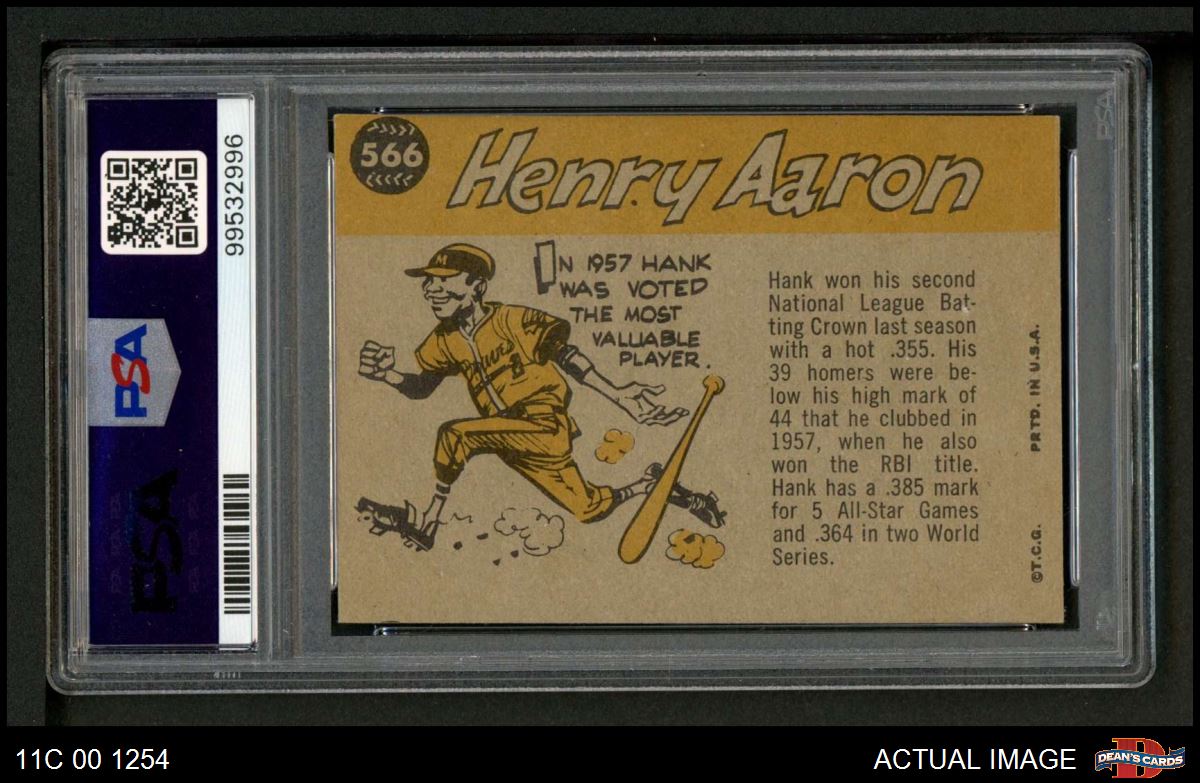 566
Henry Aaron
IN 1957 HANK
WAS VOTED
THE MOST
VALUABLE
PLAYER.
M
Braves
Hank won his second
National League Bat-
ting Crown last season
with a hot .355. His
39 homers were be-
low his high mark of
44 that he clubbed in
1957, when he also
won the RBI title.
Hank has a .385 mark
for 5 All-Star Games
and .364 in two World
Series.
PRTD. IN U.S.A.
©T.C.G.
99532996
PSA
PSA
PSA
11C 00 1254
ACTUAL IMAGE
D
DEAN'S CARDS